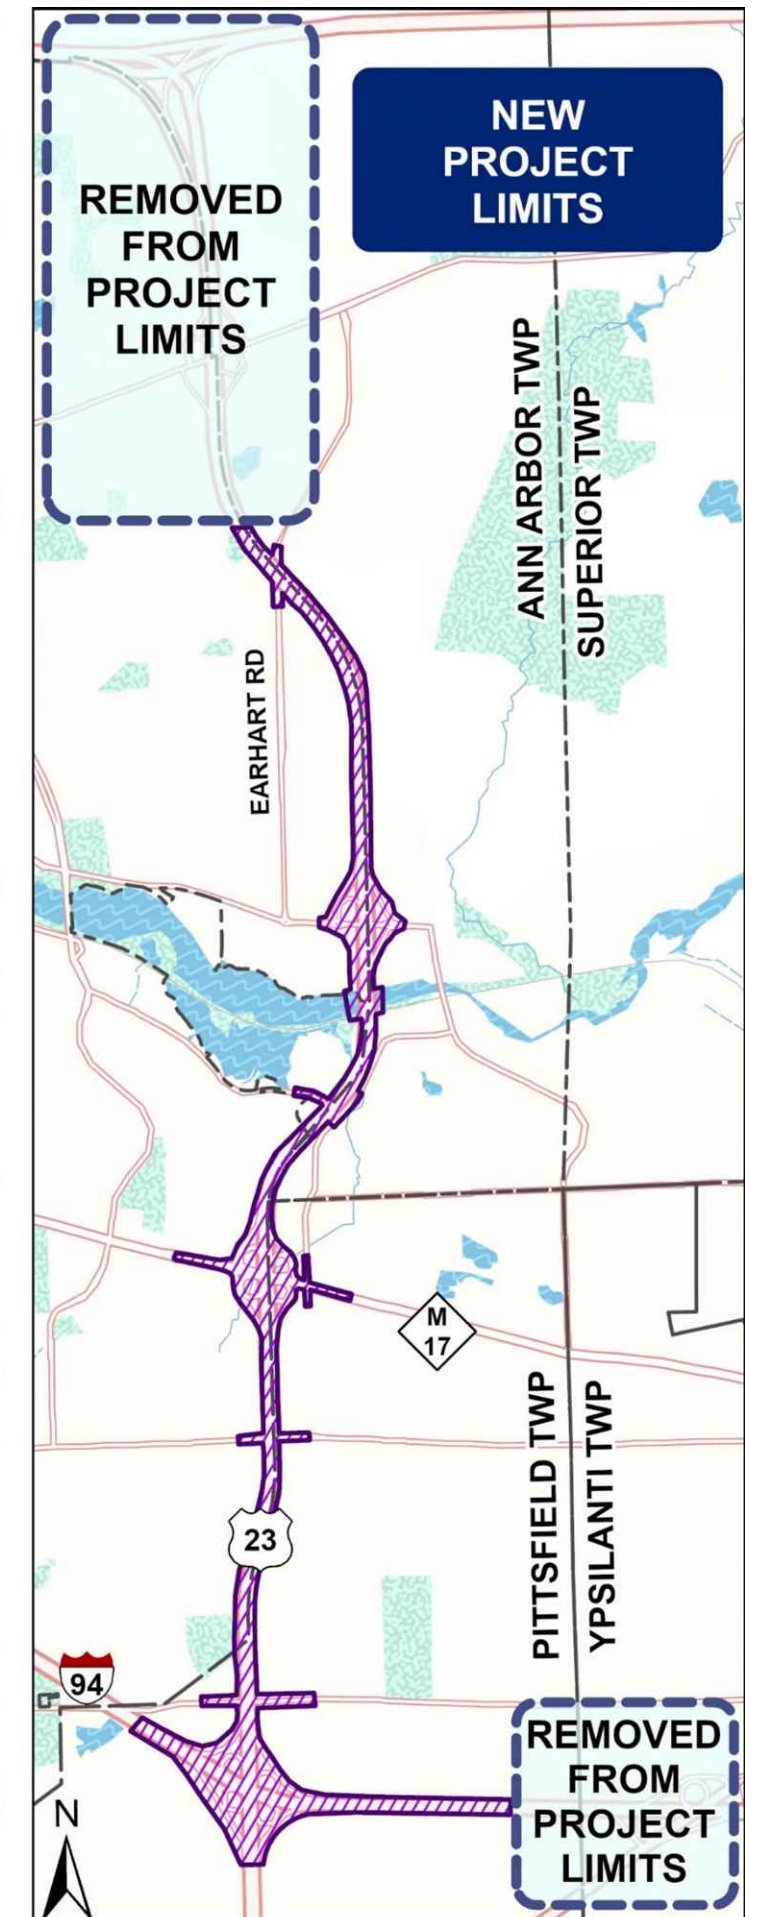 NEW
PROJECT
LIMITS
REMOVED
FROM
PROJECT
LIMITS
ANN ARBOR TWP
SUPERIOR TWP
EARHART RD
M
17
PITTSFIELD TWP
YPSILANTI TWP
23
94
REMOVED
FROM
PROJECT
LIMITS
N